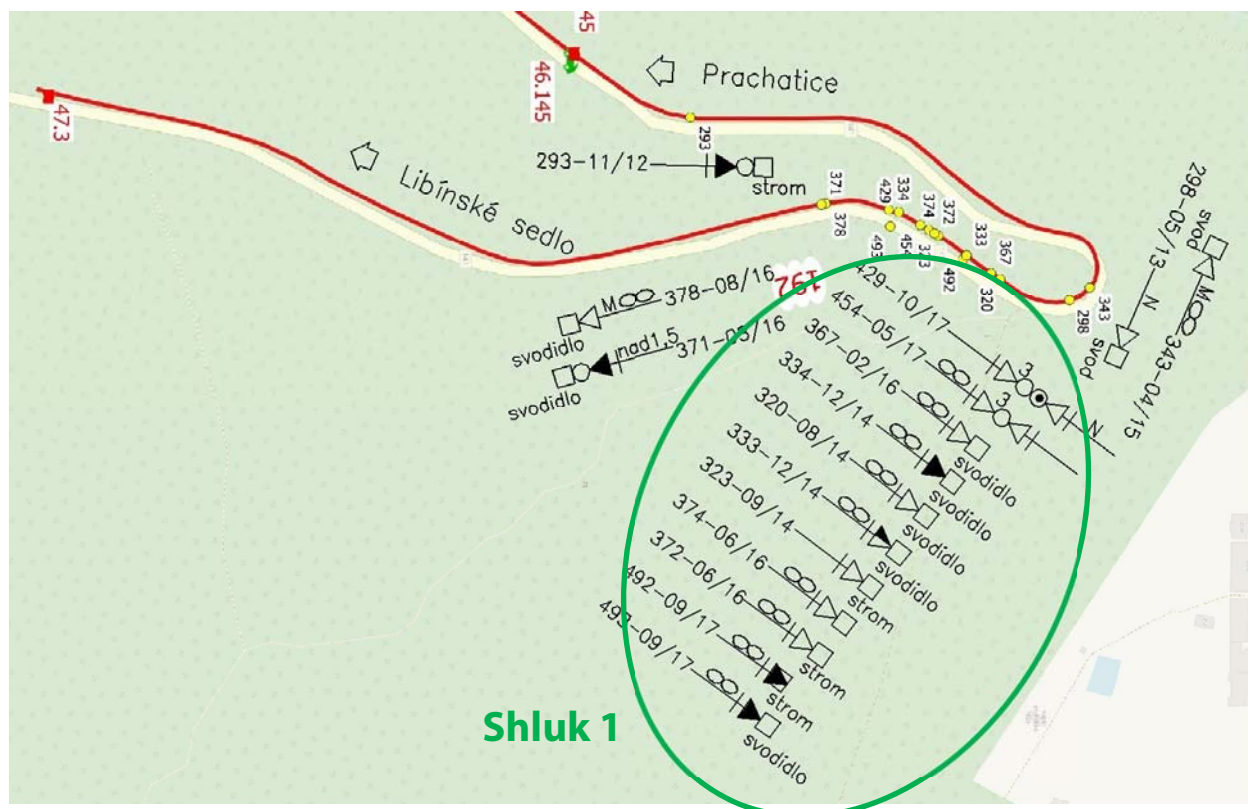 45
46.145
47.3
Prachatice
293
293-11/12
strom
Libínské sedlo
371
378
429
334
374
372
333
367
493
454
323
492
320
298
343
192
378-08/16
M
svodidlo
371-05/16
nad1,5
svodidlo
298-05/13
N
svod
343-04/15
M
svod
429-10/17
3
N
454-05/17
3
367-02/16
svodidlo
334-12/14
svodidlo
320-08/14
svodidlo
333-12/14
svodidlo
323-09/14
svodidlo
374-06/16
strom
372-06/16
strom
492-09/17
strom
493-09/17
svodidlo
Shluk 1